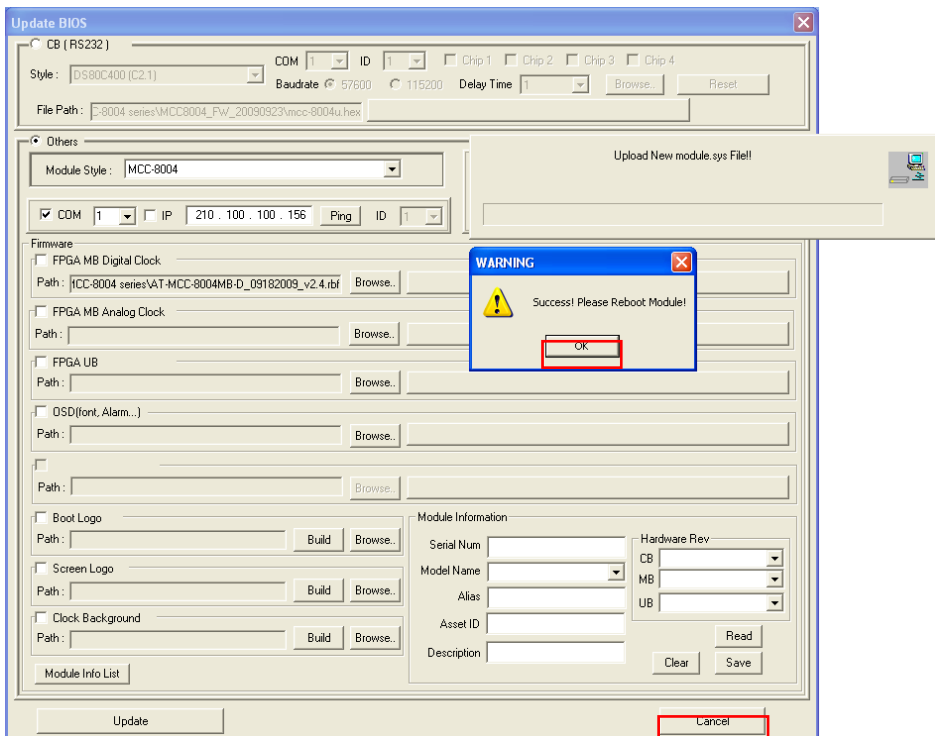 Update BIOS
CB ( RS232 )
Style : DS80C400 (C2.1)
COM 1 ID 1 Chip 1 Chip 2 Chip 3 Chip 4
Baudrate 57600 115200 Delay Time 1 Browse.. Reset
File Path : C-8004 series\MCC8004_FW_20090923\mcc-8004u.hex
Others
Module Style : MCC-8004
Upload New module.sys File!!
COM 1 IP 210 . 100 . 100 . 156 Ping ID 1
Firmware
FPGA MB Digital Clock
Path : MCC-8004 series\AT-MCC-8004MB-D_09182009_v2.4.rbf Browse..
WARNING
Success! Please Reboot Module!
OK
FPGA MB Analog Clock
Path : Browse..
FPGA UB
Path : Browse..
OSD(font, Alarm...)
Path : Browse..
Path : Browse..
Boot Logo
Path : Build Browse..
Screen Logo
Path : Build Browse..
Clock Background
Path : Build Browse..
Module Info List
Module Information
Serial Num
Model Name
Alias
Asset ID
Description
Hardware Rev
CB
MB
UB
Read
Clear Save
Update Cancel